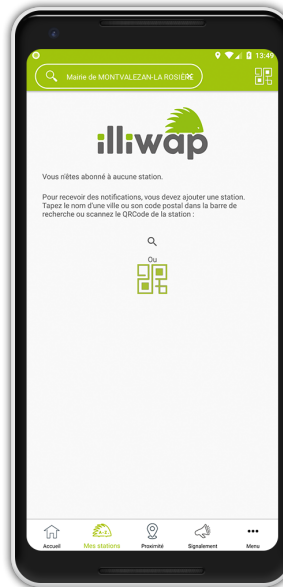 13:49
Mairie de MONTVALEZAN-LA ROSIÈRE
illiwap
Vous n'êtes abonné à aucune station.
Pour recevoir des notifications, vous devez ajouter une station.
Tapez le nom d'une ville ou son code postal dans la barre de
recherche ou scannez le QRCode de la station :
Ou
A-Z
Accueil Mes stations Proximité Signalement Menu